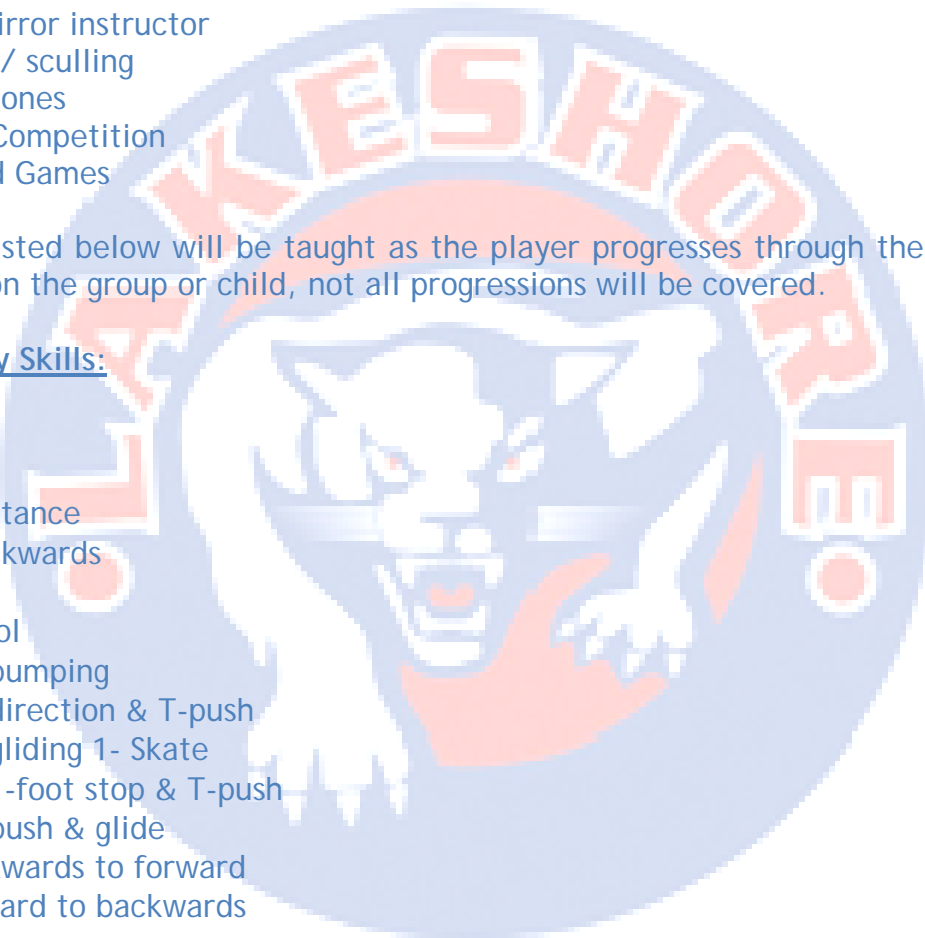 LAKESHORE
irror instructor
/ sculling
ones
Competition
d Games
sted below will be taught as the player progresses through the
on the group or child, not all progressions will be covered.
y Skills:
tance
kwards
ol
pumping
direction & T-push
gliding 1- Skate
-foot stop & T-push
push & glide
wards to forward
ard to backwards